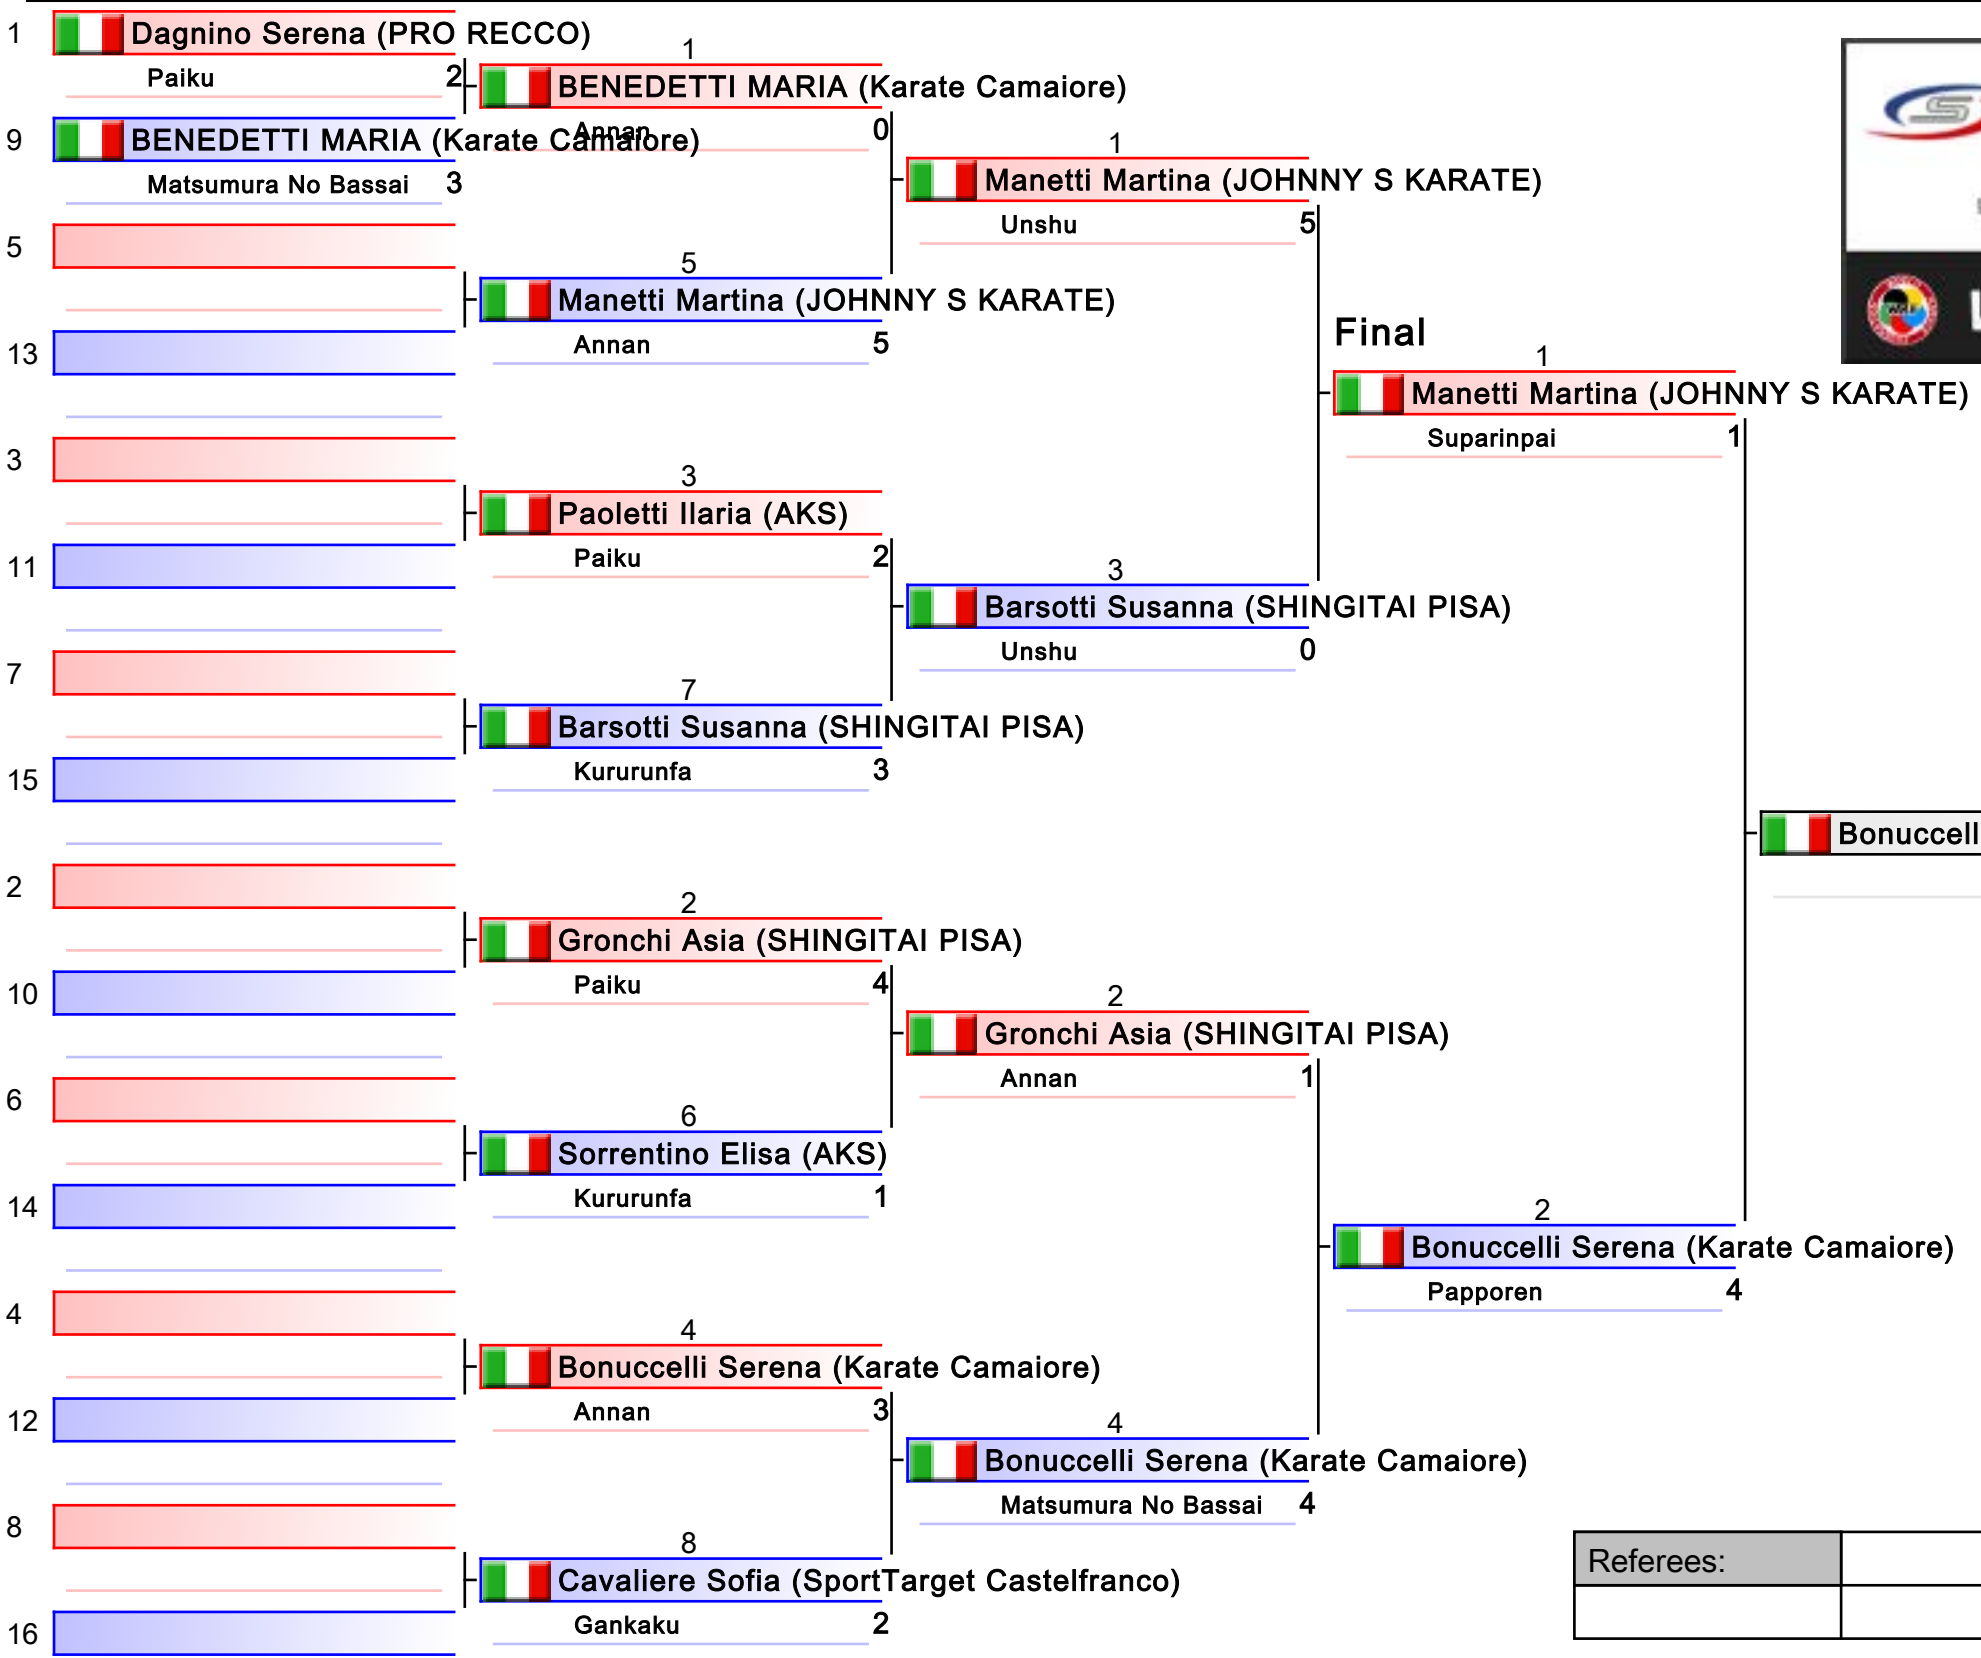 1
Dagnino Serena (PRO RECCO)
Paiku 2
9
BENEDETTI MARIA (Karate Camaiore)
Matsumura No Bassai 3
5
13
3
11
7
15
2
10
6
14
4
12
8
16
1
BENEDETTI MARIA (Karate Camaiore)
Annan 0
5
Manetti Martina (JOHNNY S KARATE)
Annan 5
3
Paoletti Ilaria (AKS)
Paiku 2
7
Barsotti Susanna (SHINGITAI PISA)
Kururunfa 3
2
Gronchi Asia (SHINGITAI PISA)
Paiku 4
6
Sorrentino Elisa (AKS)
Kururunfa 1
4
Bonuccelli Serena (Karate Camaiore)
Annan 3
8
Cavaliere Sofia (SportTarget Castelfranco)
Gankaku 2
1
Manetti Martina (JOHNNY S KARATE)
Unshu 5
3
Barsotti Susanna (SHINGITAI PISA)
Unshu 0
2
Gronchi Asia (SHINGITAI PISA)
Annan 1
4
Bonuccelli Serena (Karate Camaiore)
Matsumura No Bassai 4
Final
1
Manetti Martina (JOHNNY S KARATE)
Suparinpai 1
2
Bonuccelli Serena (Karate Camaiore)
Papporen 4
Bonuccell
Referees: